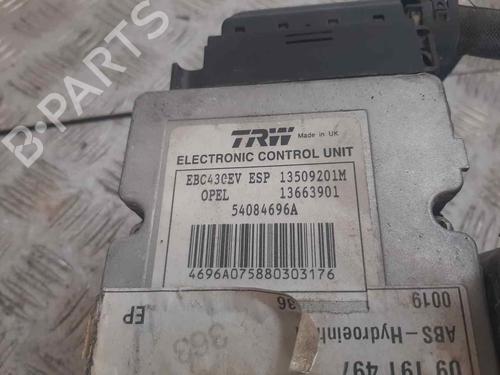 TRW Made in UK
ELECTRONIC CONTROL UNIT
EBC430EV ESP 13509201M
OPEL 13663901
54084696A
4696A075880303176
EP
0019
ABS-Hydroeinh
09 191 497
363
B-Parts